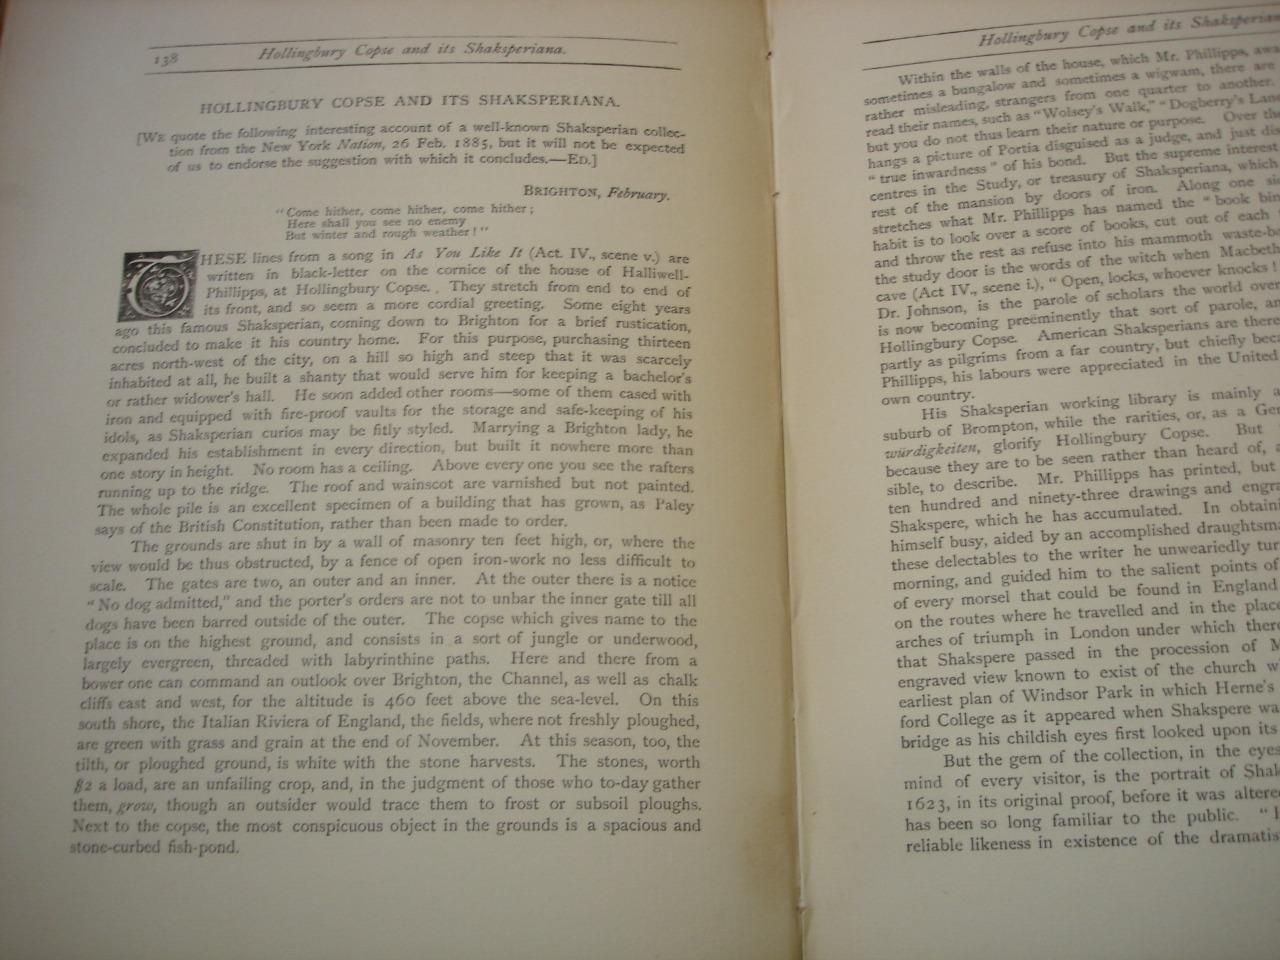 138
Hollingbury Copse and its Shaksperiana.
HOLLINGBURY COPSE AND ITS SHAKSPERIANA.
[WE quote the following interesting account of a well-known Shaksperian collec-
tion from the New York Nation, 26 Feb. 1885, but it will not be expected
of us to endorse the suggestion with which it concludes.—ED.]
BRIGHTON, February.
"Come hither, come hither, come hither;
Here shall you see no enemy
But winter and rough weather!"
THESE lines from a song in As You Like It (Act. IV., scene v.) are
written in black-letter on the cornice of the house of Halliwell-
Phillipps, at Hollingbury Copse. They stretch from end to end of
its front, and so seem a more cordial greeting. Some eight years
ago this famous Shaksperian, coming down to Brighton for a brief rustication,
concluded to make it his country home. For this purpose, purchasing thirteen
acres north-west of the city, on a hill so high and steep that it was scarcely
inhabited at all, he built a shanty that would serve him for keeping a bachelor's
or rather widower's hall. He soon added other rooms—some of them cased with
iron and equipped with fire-proof vaults for the storage and safe-keeping of his
idols, as Shaksperian curios may be fitly styled. Marrying a Brighton lady, he
expanded his establishment in every direction, but built it nowhere more than
one story in height. No room has a ceiling. Above every one you see the rafters
running up to the ridge. The roof and wainscot are varnished but not painted.
The whole pile is an excellent specimen of a building that has grown, as Paley
says of the British Constitution, rather than been made to order.
The grounds are shut in by a wall of masonry ten feet high, or, where the
view would be thus obstructed, by a fence of open iron-work no less difficult to
scale. The gates are two, an outer and an inner. At the outer there is a notice
"No dog admitted," and the porter's orders are not to unbar the inner gate till all
dogs have been barred outside of the outer. The copse which gives name to the
place is on the highest ground, and consists in a sort of jungle or underwood,
largely evergreen, threaded with labyrinthine paths. Here and there from a
bower one can command an outlook over Brighton, the Channel, as well as chalk
cliffs east and west, for the altitude is 460 feet above the sea-level. On this
south shore, the Italian Riviera of England, the fields, where not freshly ploughed,
are green with grass and grain at the end of November. At this season, too, the
tilth, or ploughed ground, is white with the stone harvests. The stones, worth
$2 a load, are an unfailing crop, and, in the judgment of those who to-day gather
them, grow, though an outsider would trace them to frost or subsoil ploughs.
Next to the copse, the most conspicuous object in the grounds is a spacious and
stone-curbed fish-pond.
Hollingbury Copse and its Shaksperian
Within the walls of the house, which Mr. Phillipps, awa
sometimes a bungalow and sometimes a wigwam, there are
rather misleading, strangers from one quarter to another.
read their names, such as "Wolsey's Walk," "Dogberry's Lane
but you do not thus learn their nature or purpose. Over the
hangs a picture of Portia disguised as a judge, and just dis
"true inwardness" of his bond. But the supreme interest
centres in the Study, or treasury of Shaksperiana, which
rest of the mansion by doors of iron. Along one si
stretches what Mr. Phillipps has named the "book bin
habit is to look over a score of books, cut out of each
and throw the rest as refuse into his mammoth waste-b
the study door is the words of the witch when Macbeth
cave (Act IV., scene i.), "Open, locks, whoever knocks!
Dr. Johnson, is the parole of scholars the world over
is now becoming preëminently that sort of parole, an
Hollingbury Copse. American Shaksperians are there
partly as pilgrims from a far country, but chiefly beca
Phillipps, his labours were appreciated in the United
own country.
His Shaksperian working library is mainly a
suburb of Brompton, while the rarities, or, as a Ger
würdigkeiten, glorify Hollingbury Copse. But
because they are to be seen rather than heard of,
sible, to describe. Mr. Phillipps has printed, but
ten hundred and ninety-three drawings and engra
Shakspere, which he has accumulated. In obtaini
himself busy, aided by an accomplished draughtsma
these delectables to the writer he unweariedly tur
morning, and guided him to the salient points of
of every morsel that could be found in England
on the routes where he travelled and in the place
arches of triumph in London under which there
that Shakspere passed in the procession of
engraved view known to exist of the church w
earliest plan of Windsor Park in which Herne's
ford College as it appeared when Shakspere wa
bridge as his childish eyes first looked upon its
But the gem of the collection, in the eyes
mind of every visitor, is the portrait of Shak
1623, in its original proof, before it was altere
has been so long familiar to the public. "
reliable likeness in existence of the dramatis